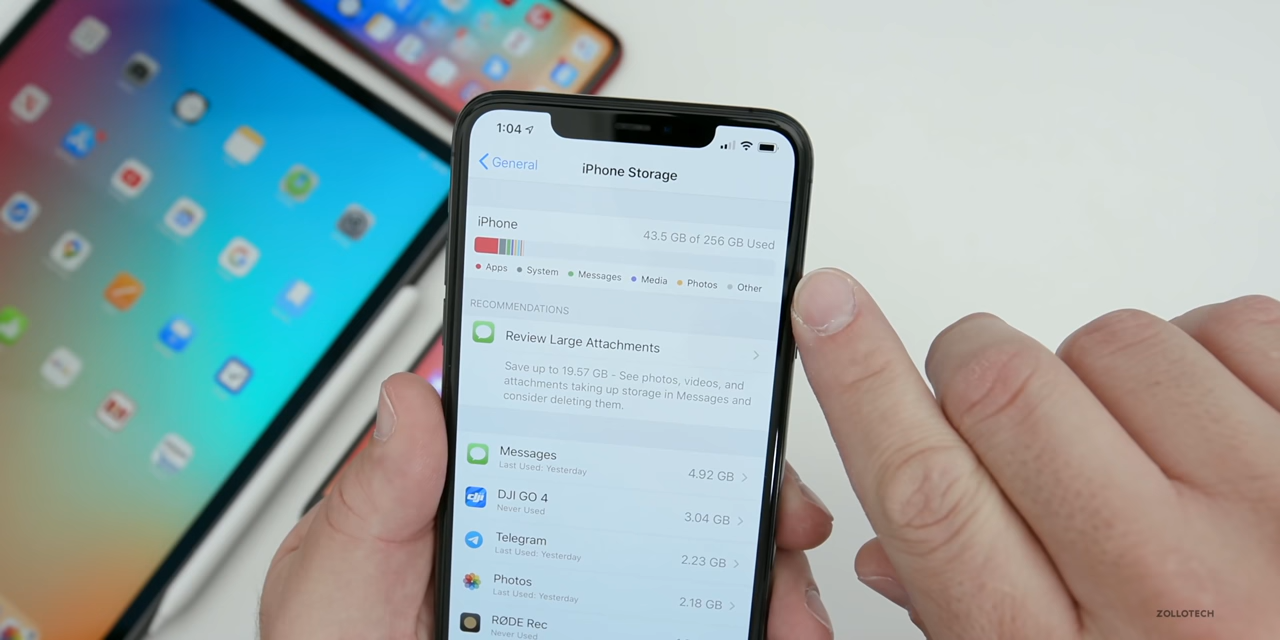 1:04
General
iPhone Storage
iPhone
43.5 GB of 256 GB Used
Apps System Messages Media Photos Other
RECOMMENDATIONS
Review Large Attachments
Save up to 19.57 GB - See photos, videos, and
attachments taking up storage in Messages and
consider deleting them.
Messages
Last Used: Yesterday
4.92 GB
dji
DJI GO 4
Never Used
3.04 GB
Telegram
Last Used: Yesterday
2.23 GB
Photos
Last Used: Yesterday
2.18 GB
RØDE Rec
Never Used
ZOLLOTECH